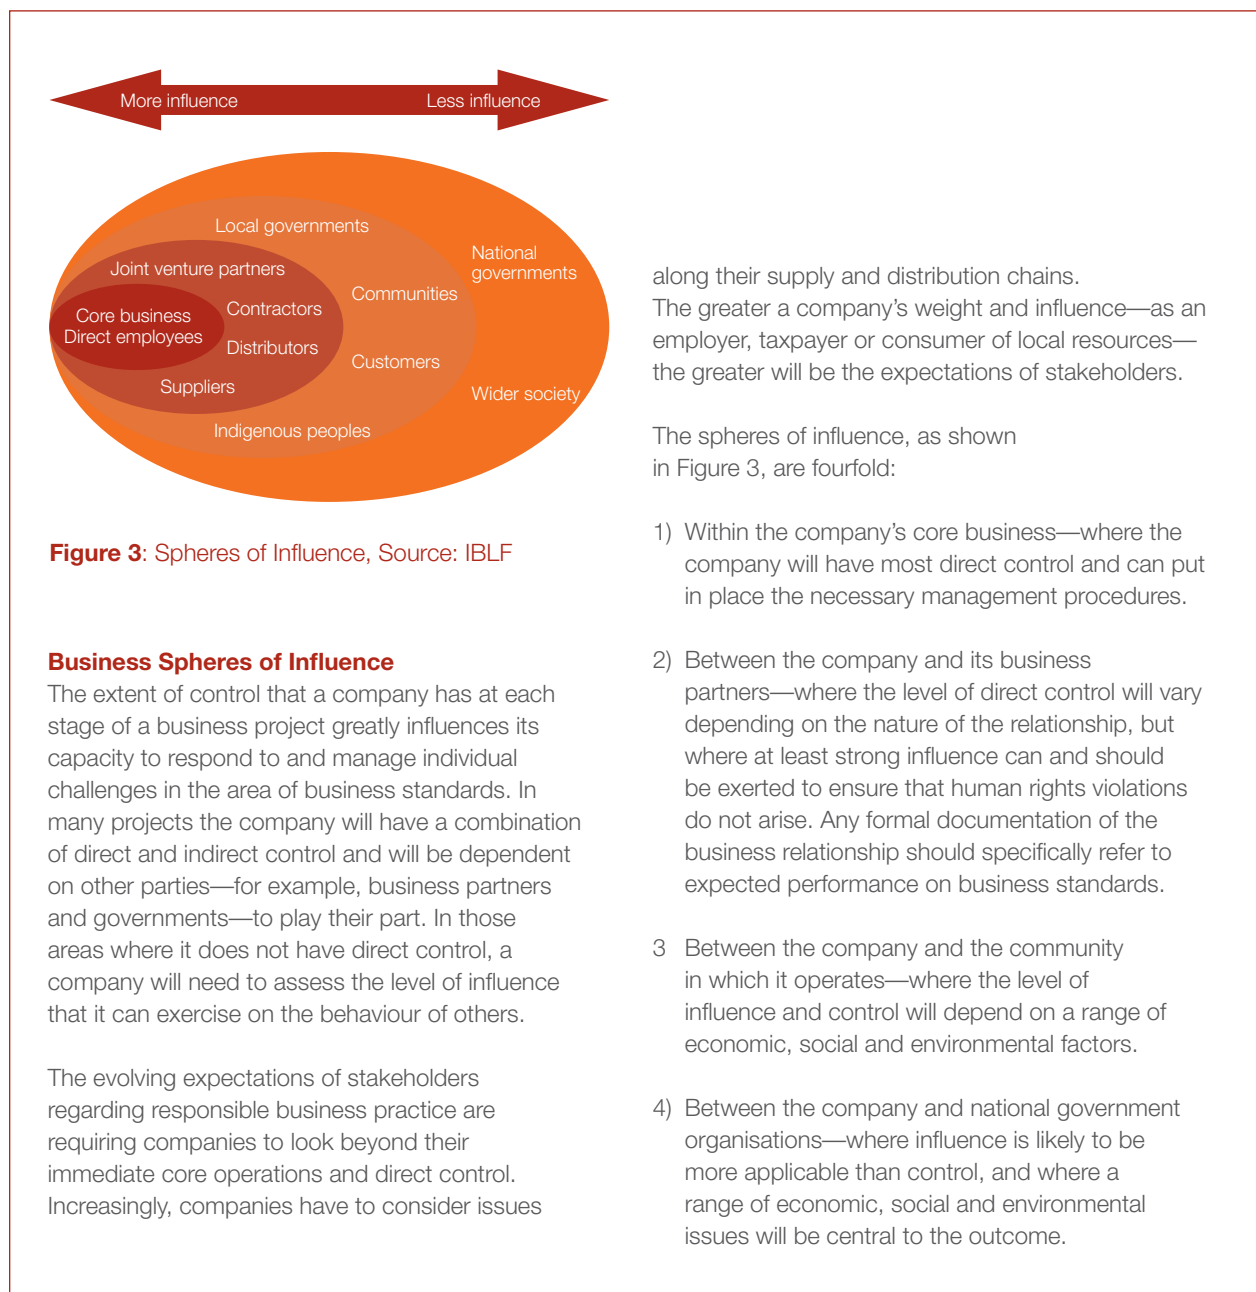 More influence
Less influence
Local governments
National
governments
Joint venture partners
Communities
Contractors
Core business
Direct employees
Distributors
Customers
Suppliers
Wider society
Indigenous peoples
Figure 3: Spheres of Influence, Source: IBLF
Business Spheres of Influence
The extent of control that a company has at each
stage of a business project greatly influences its
capacity to respond to and manage individual
challenges in the area of business standards. In
many projects the company will have a combination
of direct and indirect control and will be dependent
on other parties—for example, business partners
and governments—to play their part. In those
areas where it does not have direct control, a
company will need to assess the level of influence
that it can exercise on the behaviour of others.
The evolving expectations of stakeholders
regarding responsible business practice are
requiring companies to look beyond their
immediate core operations and direct control.
Increasingly, companies have to consider issues
along their supply and distribution chains.
The greater a company’s weight and influence—as an
employer, taxpayer or consumer of local resources—
the greater will be the expectations of stakeholders.
The spheres of influence, as shown
in Figure 3, are fourfold:
1) Within the company’s core business—where the
company will have most direct control and can put
in place the necessary management procedures.
2) Between the company and its business
partners—where the level of direct control will vary
depending on the nature of the relationship, but
where at least strong influence can and should
be exerted to ensure that human rights violations
do not arise. Any formal documentation of the
business relationship should specifically refer to
expected performance on business standards.
3 Between the company and the community
in which it operates—where the level of
influence and control will depend on a range of
economic, social and environmental factors.
4) Between the company and national government
organisations—where influence is likely to be
more applicable than control, and where a
range of economic, social and environmental
issues will be central to the outcome.